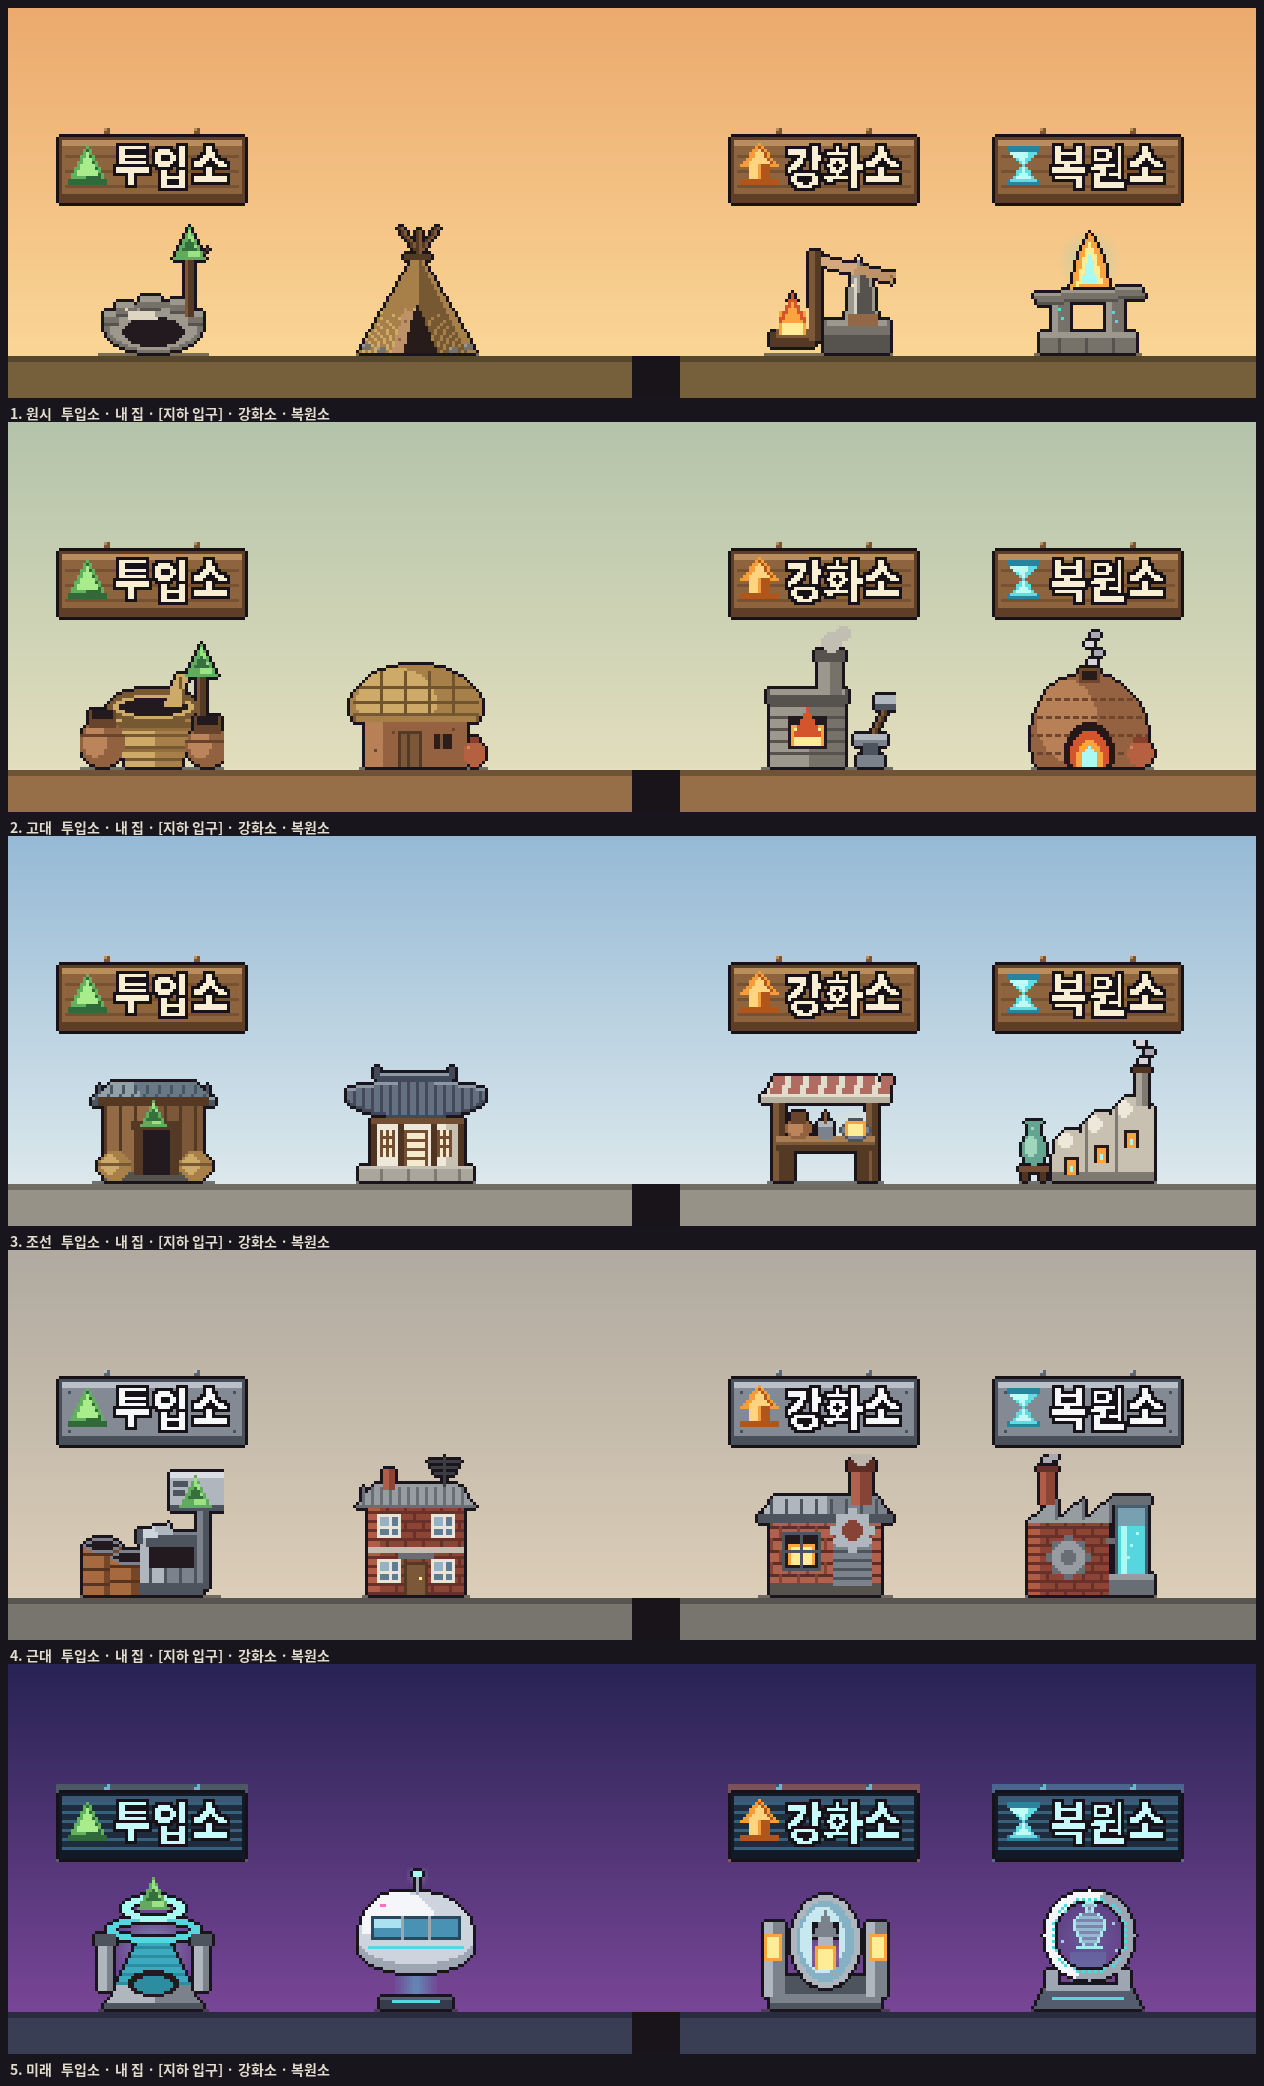 투입소
강화소
복원소
1. 원시 투입소 · 내 집 · [지하 입구] · 강화소 · 복원소
투입소
강화소
복원소
2. 고대 투입소 · 내 집 · [지하 입구] · 강화소 · 복원소
투입소
강화소
복원소
3. 조선 투입소 · 내 집 · [지하 입구] · 강화소 · 복원소
투입소
강화소
복원소
4. 근대 투입소 · 내 집 · [지하 입구] · 강화소 · 복원소
투입소
강화소
복원소
5. 미래 투입소 · 내 집 · [지하 입구] · 강화소 · 복원소